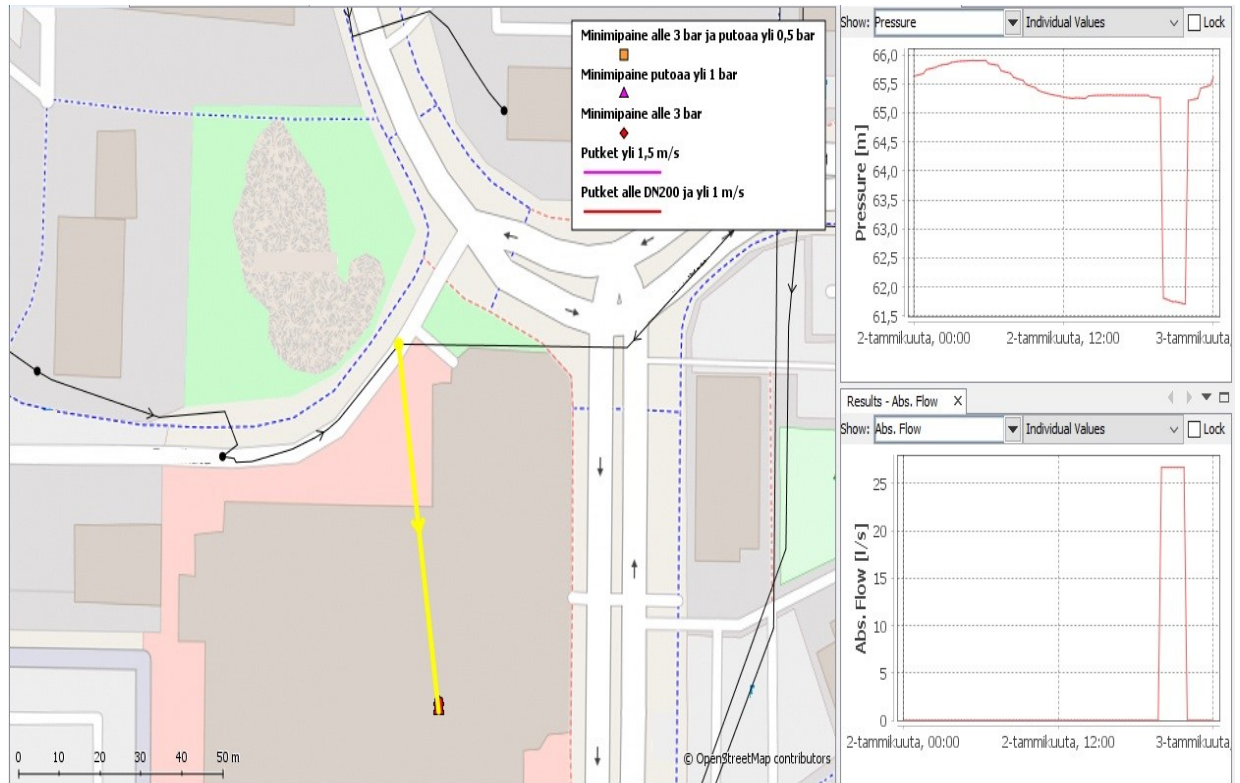 Minimipaine alle 3 bar ja putoaa yli 0,5 bar
Minimipaine putoaa yli 1 bar
Minimipaine alle 3 bar
Putket yli 1,5 m/s
Putket alle DN200 ja yli 1 m/s
0 10 20 30 40 50 m
© OpenStreetMap contributors
Show: Pressure Individual Values Lock
Pressure [m]
66,0
65,5
65,0
64,5
64,0
63,5
63,0
62,5
62,0
61,5
2-tammikuuta, 00:00 2-tammikuuta, 12:00 3-tammikuuta,
Results - Abs. Flow X
Show: Abs. Flow Individual Values Lock
Abs. Flow [l/s]
25
20
15
10
5
0
2-tammikuuta, 00:00 2-tammikuuta, 12:00 3-tammikuuta,